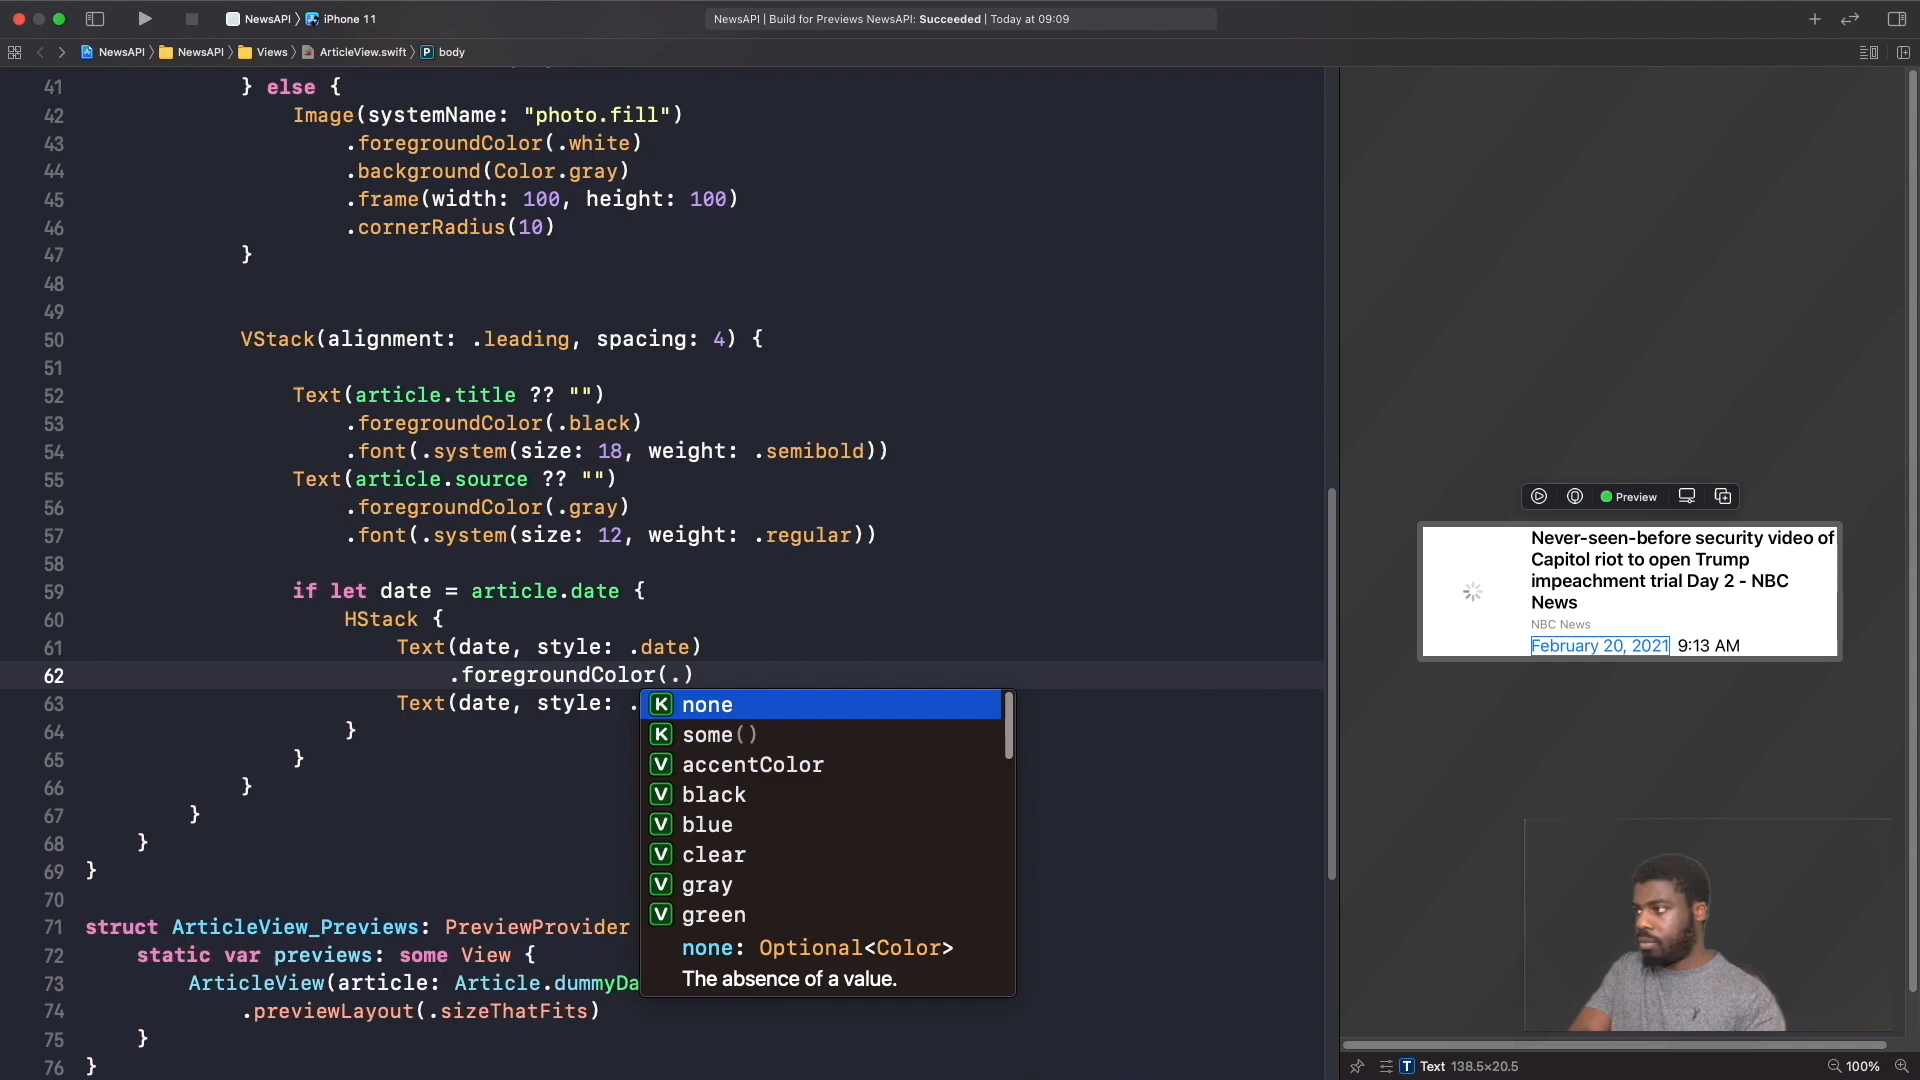 NewsAPI 〉 iPhone 11
NewsAPI | Build for Previews NewsAPI: Succeeded | Today at 09:09
NewsAPI 〉 NewsAPI 〉 Views 〉 ArticleView.swift 〉 P body
41 } else {
42 Image(systemName: "photo.fill")
43 .foregroundColor(.white)
44 .background(Color.gray)
45 .frame(width: 100, height: 100)
46 .cornerRadius(10)
47 }
48
49
50 VStack(alignment: .leading, spacing: 4) {
51
52 Text(article.title ?? "")
53 .foregroundColor(.black)
54 .font(.system(size: 18, weight: .semibold))
55 Text(article.source ?? "")
56 .foregroundColor(.gray)
57 .font(.system(size: 12, weight: .regular))
58
59 if let date = article.date {
60 HStack {
61 Text(date, style: .date)
62 .foregroundColor(.)
63 Text(date, style: .
64 }
65 }
66 }
67 }
68 }
69 }
70
71 struct ArticleView_Previews: PreviewProvider
72 static var previews: some View {
73 ArticleView(article: Article.dummyDa
74 .previewLayout(.sizeThatFits)
75 }
76 }
K none
K some()
V accentColor
V black
V blue
V clear
V gray
V green
none: Optional<Color>
The absence of a value.
Preview
Never-seen-before security video of
Capitol riot to open Trump
impeachment trial Day 2 - NBC
News
NBC News
February 20, 2021 9:13 AM
T Text 138.5×20.5
100%